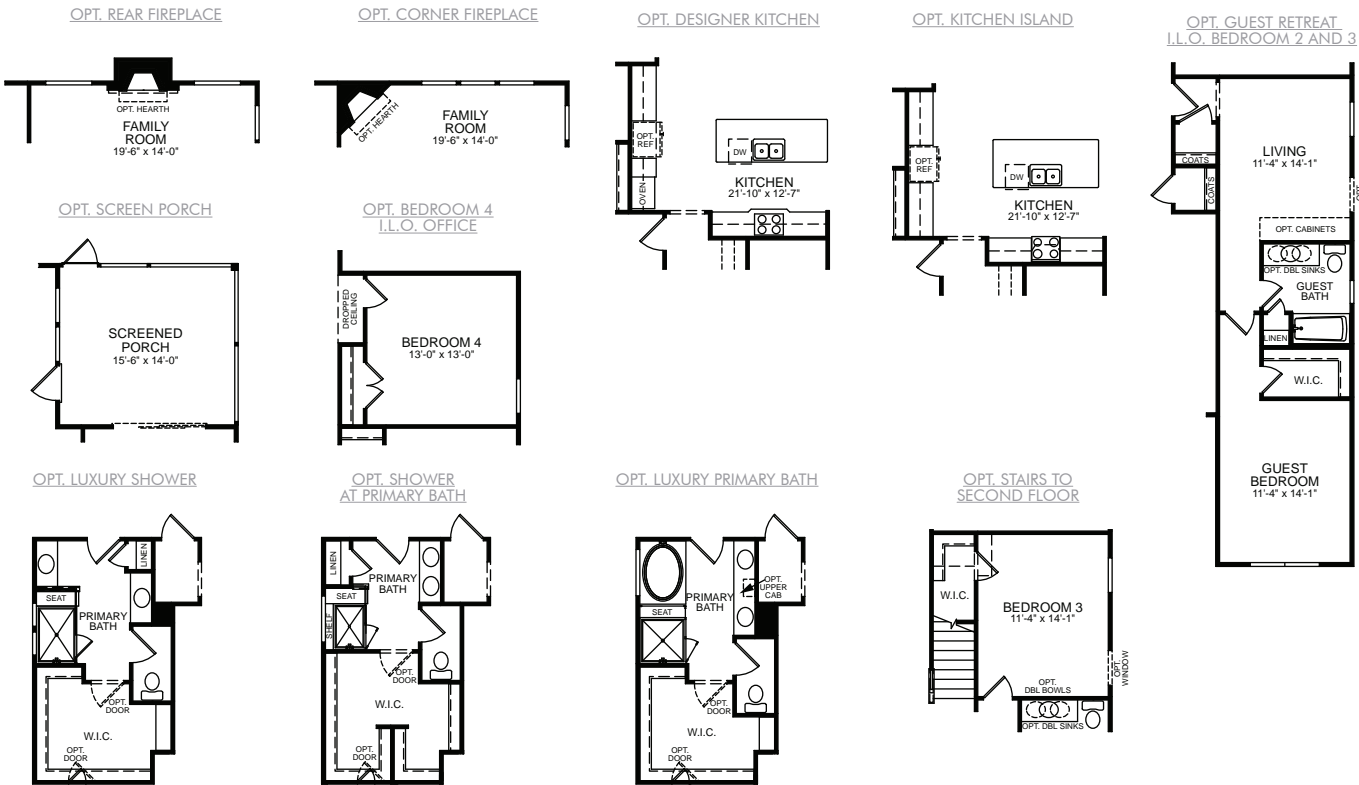 OPT. REAR FIREPLACE
OPT. HEARTH
FAMILY
ROOM
19'-6" x 14'-0"
OPT. CORNER FIREPLACE
OPT. HEARTH
FAMILY
ROOM
19'-6" x 14'-0"
OPT. DESIGNER KITCHEN
OPT.
REF
OVEN
DW
KITCHEN
21'-10" x 12'-7"
OPT. KITCHEN ISLAND
OPT.
REF
DW
KITCHEN
21'-10" x 12'-7"
OPT. GUEST RETREAT
I.L.O. BEDROOM 2 AND 3
COATS
COATS
LIVING
11'-4" x 14'-1"
OPT. CABINETS
OPT. DBL SINKS
GUEST
BATH
LINEN
W.I.C.
GUEST
BEDROOM
11'-4" x 14'-1"
OPT. SCREEN PORCH
SCREENED
PORCH
15'-6" x 14'-0"
OPT. BEDROOM 4
I.L.O. OFFICE
DROPPED
CEILING
BEDROOM 4
13'-0" x 13'-0"
OPT. LUXURY SHOWER
LINEN
SEAT
PRIMARY
BATH
OPT.
DOOR
W.I.C.
OPT.
DOOR
OPT. SHOWER
AT PRIMARY BATH
LINEN
PRIMARY
BATH
SEAT
SHELF
OPT.
DOOR
W.I.C.
OPT.
DOOR
OPT. LUXURY PRIMARY BATH
OPT.
UPPER
CAB
PRIMARY
BATH
SEAT
OPT.
DOOR
W.I.C.
OPT.
DOOR
OPT. STAIRS TO
SECOND FLOOR
W.I.C.
BEDROOM 3
11'-4" x 14'-1"
OPT.
WINDOW
OPT.
DBL BOWLS
OPT. DBL SINKS